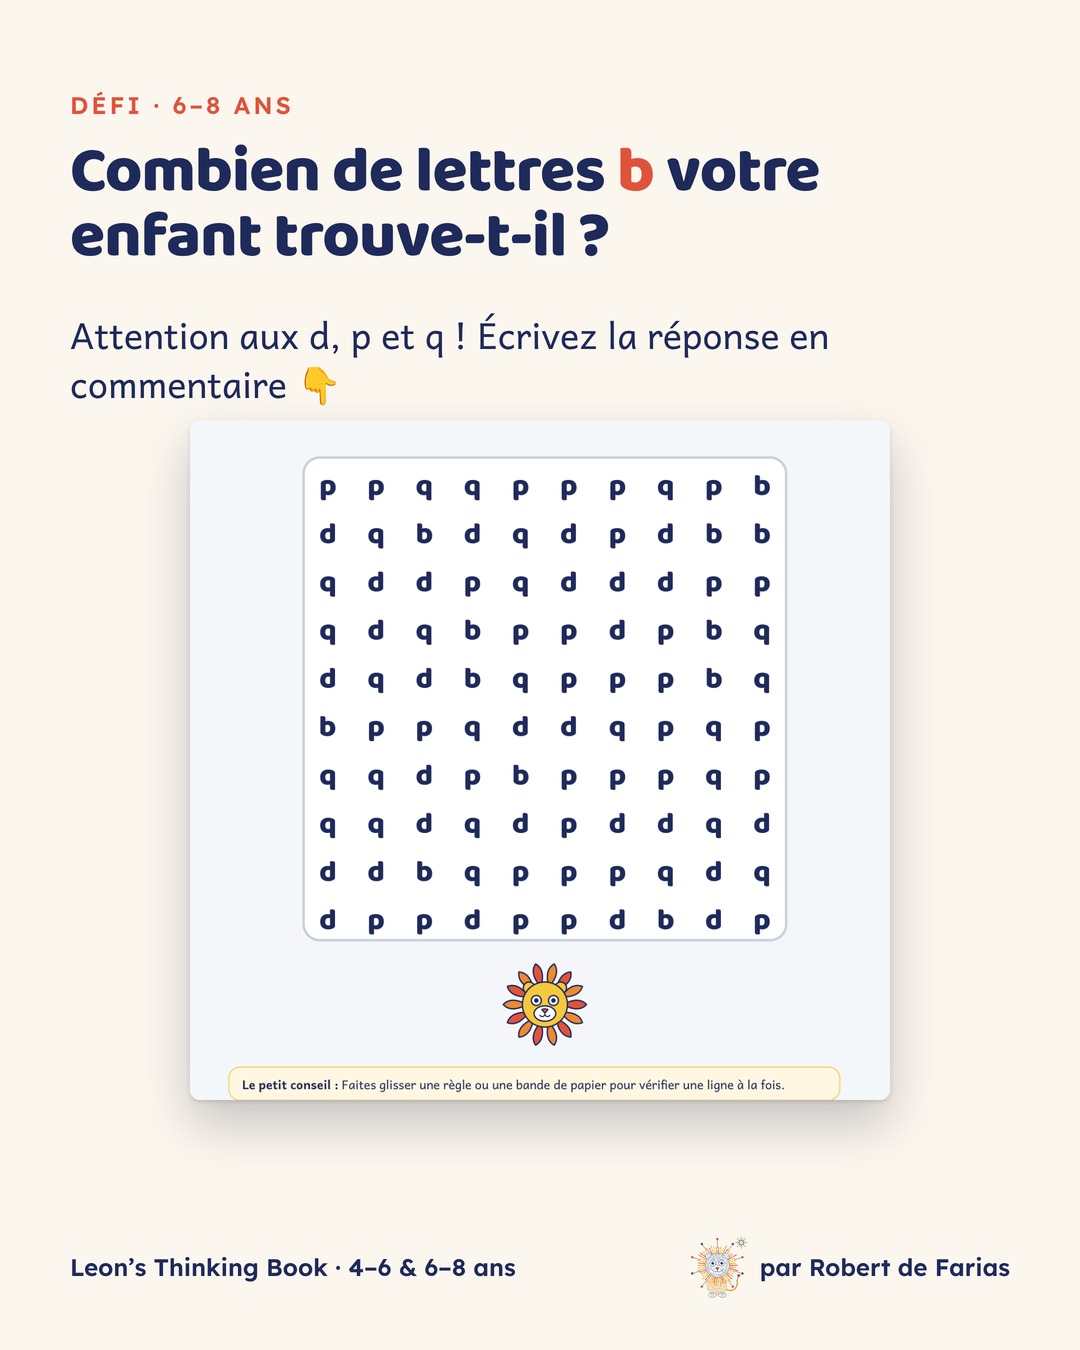 DÉFI · 6–8 ANS
Combien de lettres b votre
enfant trouve-t-il ?
Attention aux d, p et q ! Écrivez la réponse en
commentaire 👇
p p q q p p p q p b
d q b d q d p d b b
q d d p q d d d p p
q d q b p p d p b q
d q d b q p p p b q
b p p q d d q p q p
q q d p b p p p q p
q q d q d p d d q d
d d b q p p p q d q
d p p d p p d b d p
Le petit conseil : Faites glisser une règle ou une bande de papier pour vérifier une ligne à la fois.
Leon’s Thinking Book · 4–6 & 6–8 ans
par Robert de Farias